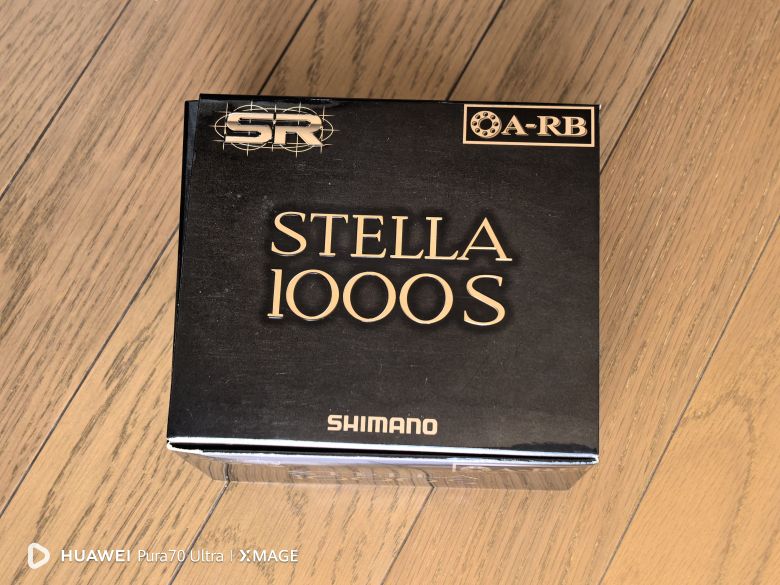 SR
A-RB
STELLA
1000S
SHIMANO
HUAWEI Pura70 Ultra | XMAGE